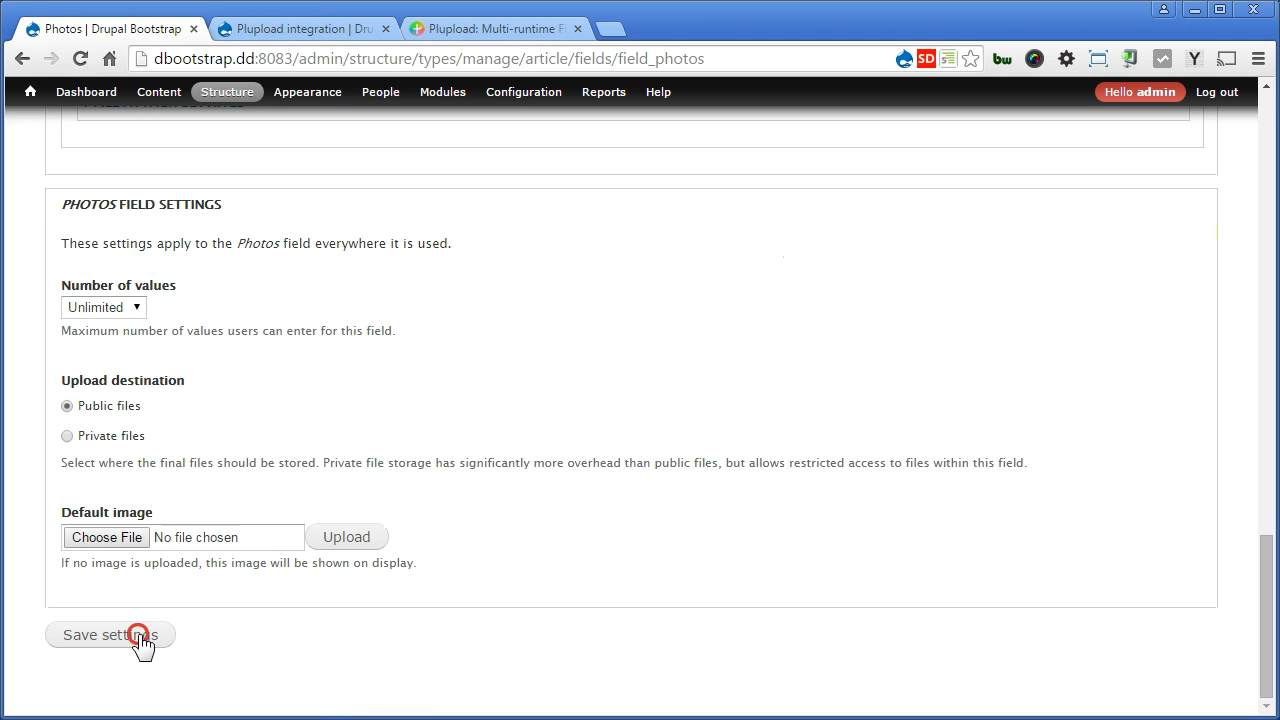 Photos | Drupal Bootstrap
Plupload integration | Dru
Plupload: Multi-runtime F
dbootstrap.dd:8083/admin/structure/types/manage/article/fields/field_photos
SD
bw
Y
Dashboard Content Structure Appearance People Modules Configuration Reports Help
Hello admin Log out
PHOTOS FIELD SETTINGS
These settings apply to the Photos field everywhere it is used.
Number of values
Unlimited
Maximum number of values users can enter for this field.
Upload destination
Public files
Private files
Select where the final files should be stored. Private file storage has significantly more overhead than public files, but allows restricted access to files within this field.
Default image
Choose File No file chosen Upload
If no image is uploaded, this image will be shown on display.
Save settings